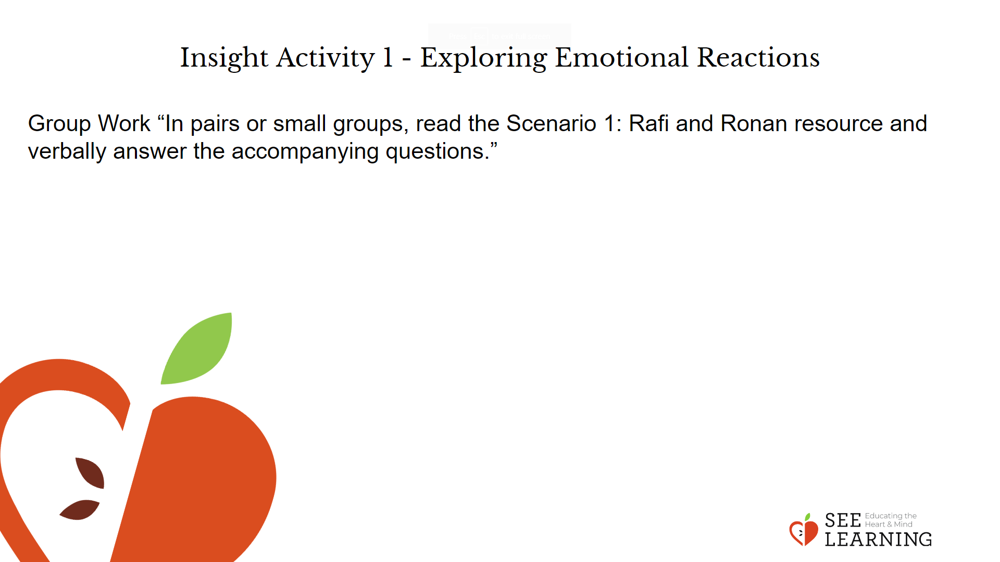 Insight Activity 1 - Exploring Emotional Reactions
Group Work “In pairs or small groups, read the Scenario 1: Rafi and Ronan resource and
verbally answer the accompanying questions.”
SEE Educating the
Heart & Mind
LEARNING